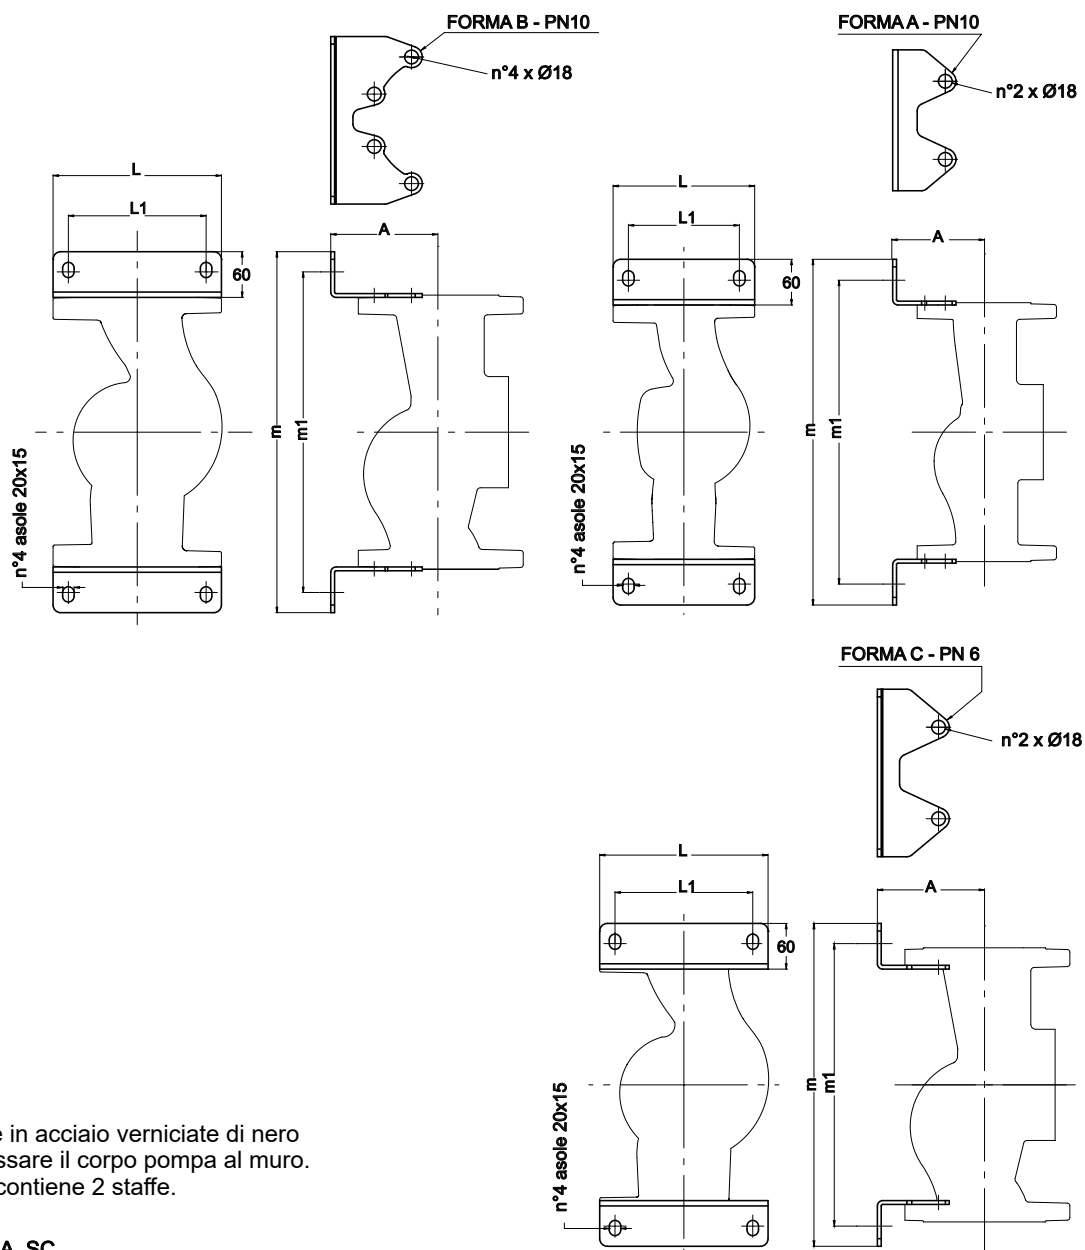 FORMA B - PN10
n°4 x Ø18
FORMA A - PN10
n°2 x Ø18
L
L1
60
A
m
m1
n°4 asole 20x15
L
L1
60
A
m
m1
n°4 asole 20x15
FORMA C - PN 6
n°2 x Ø18
L
L1
60
A
m
m1
n°4 asole 20x15
in acciaio verniciate di nero
il corpo pompa al muro.
contiene 2 staffe.